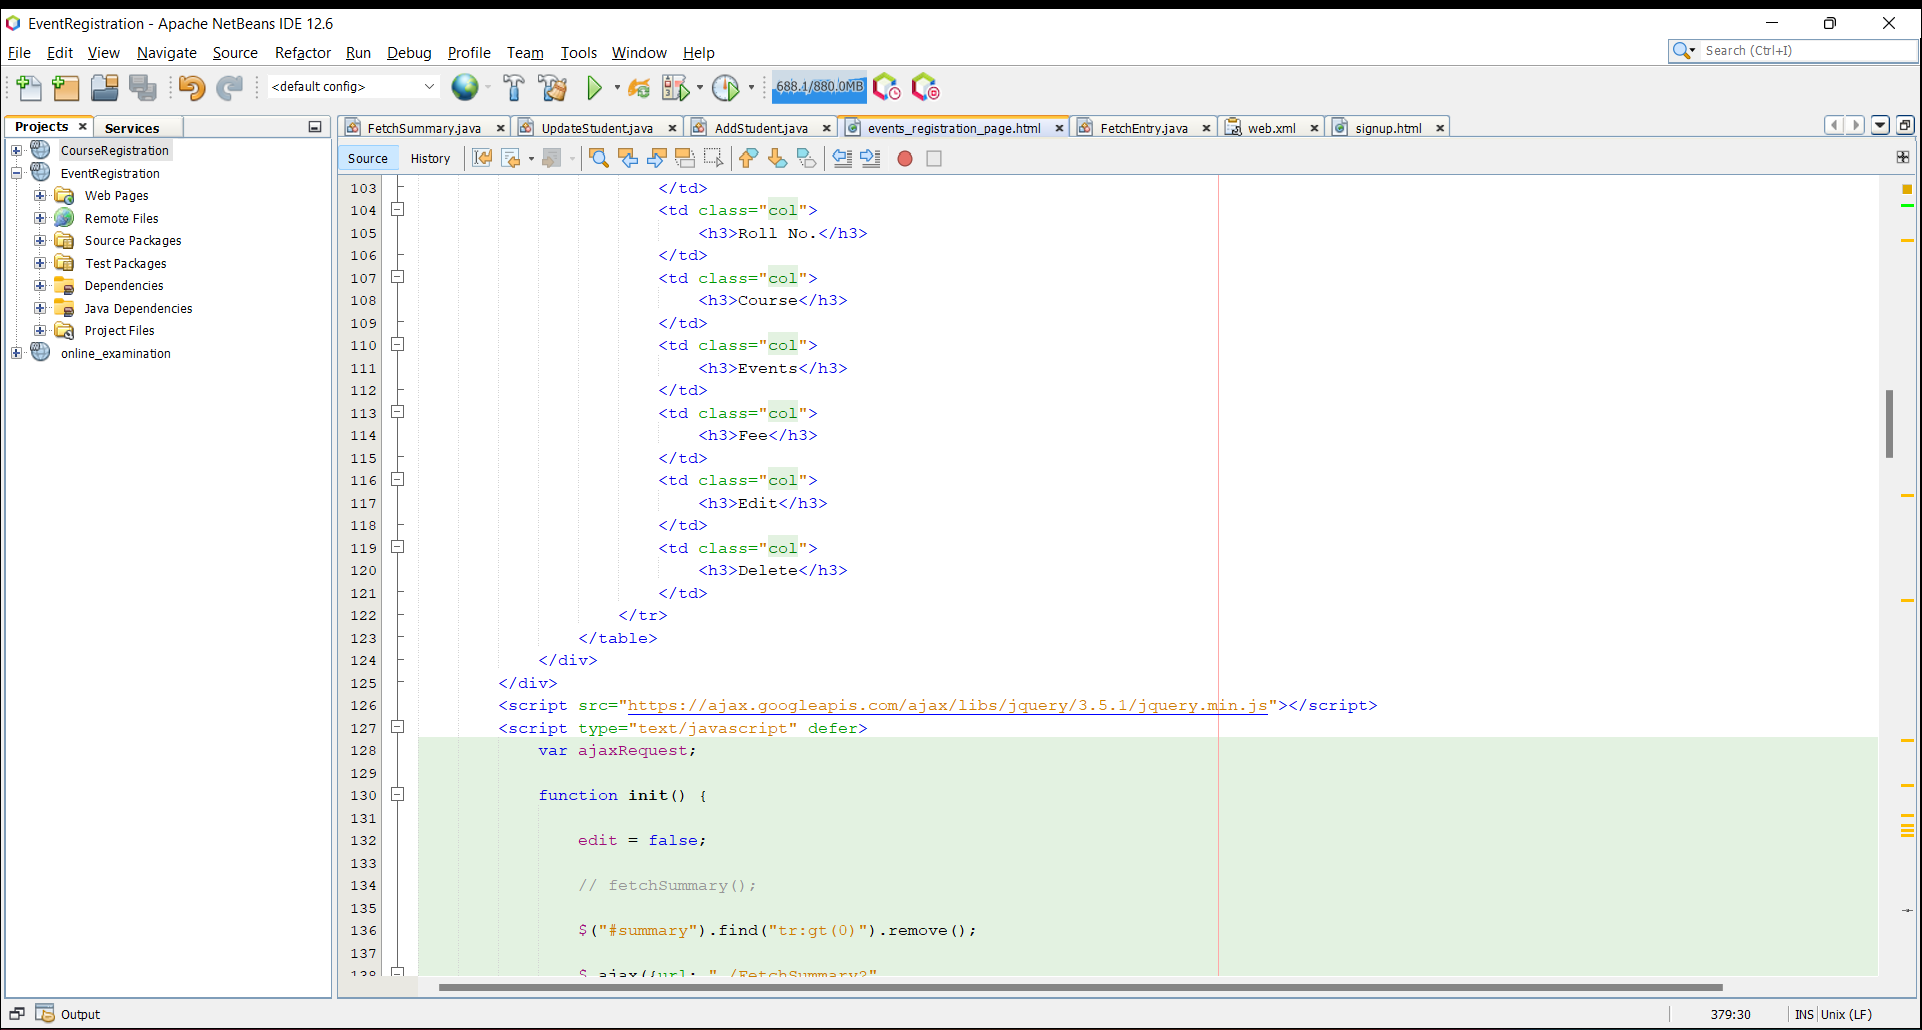 EventRegistration - Apache NetBeans IDE 12.6
File Edit View Navigate Source Refactor Run Debug Profile Team Tools Window Help
Search (Ctrl+I)
<default config>
688.1/880.0MB
Projects Services
FetchSummary.java UpdateStudent.java AddStudent.java events_registration_page.html FetchEntry.java web.xml signup.html
CourseRegistration
EventRegistration
Web Pages
Remote Files
Source Packages
Test Packages
Dependencies
Java Dependencies
Project Files
online_examination
Source History
103 </td>
104 <td class="col">
105 <h3>Roll No.</h3>
106 </td>
107 <td class="col">
108 <h3>Course</h3>
109 </td>
110 <td class="col">
111 <h3>Events</h3>
112 </td>
113 <td class="col">
114 <h3>Fee</h3>
115 </td>
116 <td class="col">
117 <h3>Edit</h3>
118 </td>
119 <td class="col">
120 <h3>Delete</h3>
121 </td>
122 </tr>
123 </table>
124 </div>
125 </div>
126 <script src="https://ajax.googleapis.com/ajax/libs/jquery/3.5.1/jquery.min.js"></script>
127 <script type="text/javascript" defer>
128 var ajaxRequest;
129
130 function init() {
131
132 edit = false;
133
134 // fetchSummary();
135
136 $("#summary").find("tr:gt(0)").remove();
137
138 $.ajax({url: "./FetchSummary?"
Output
379:30 INS Unix (LF)